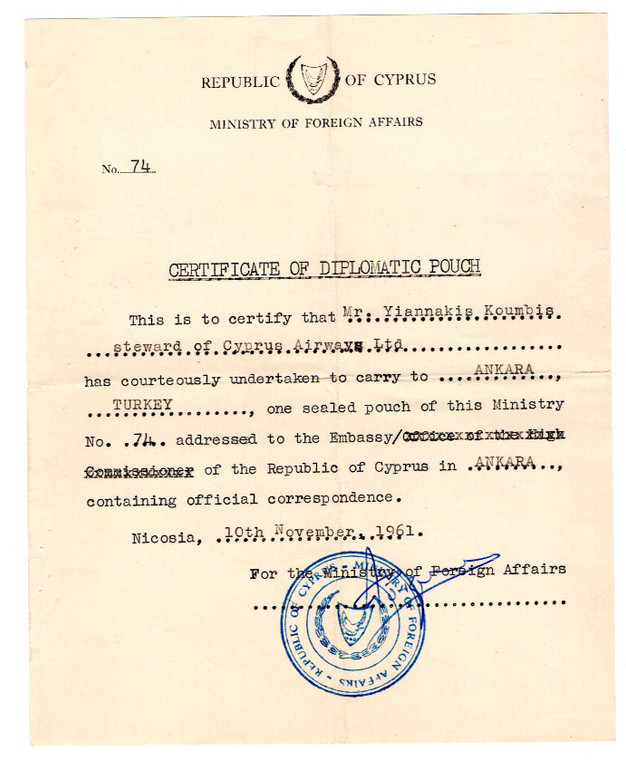 REPUBLIC OF CYPRUS
MINISTRY OF FOREIGN AFFAIRS
No. 74
CERTIFICATE OF DIPLOMATIC POUCH
This is to certify that Mr. Yiannakis Koumbis
steward of Cyprus Airways Ltd
has courteously undertaken to carry to ....ANKARA..,
...TURKEY........, one sealed pouch of this Ministry
No. .74. addressed to the Embassy/Office of the High
Commissioner of the Republic of Cyprus in .ANKARA..,
containing official correspondence.
Nicosia, 10th November, 1961.
For the Ministry of Foreign Affairs
REPUBLIC OF CYPRUS - MINISTRY OF FOREIGN AFFAIRS -